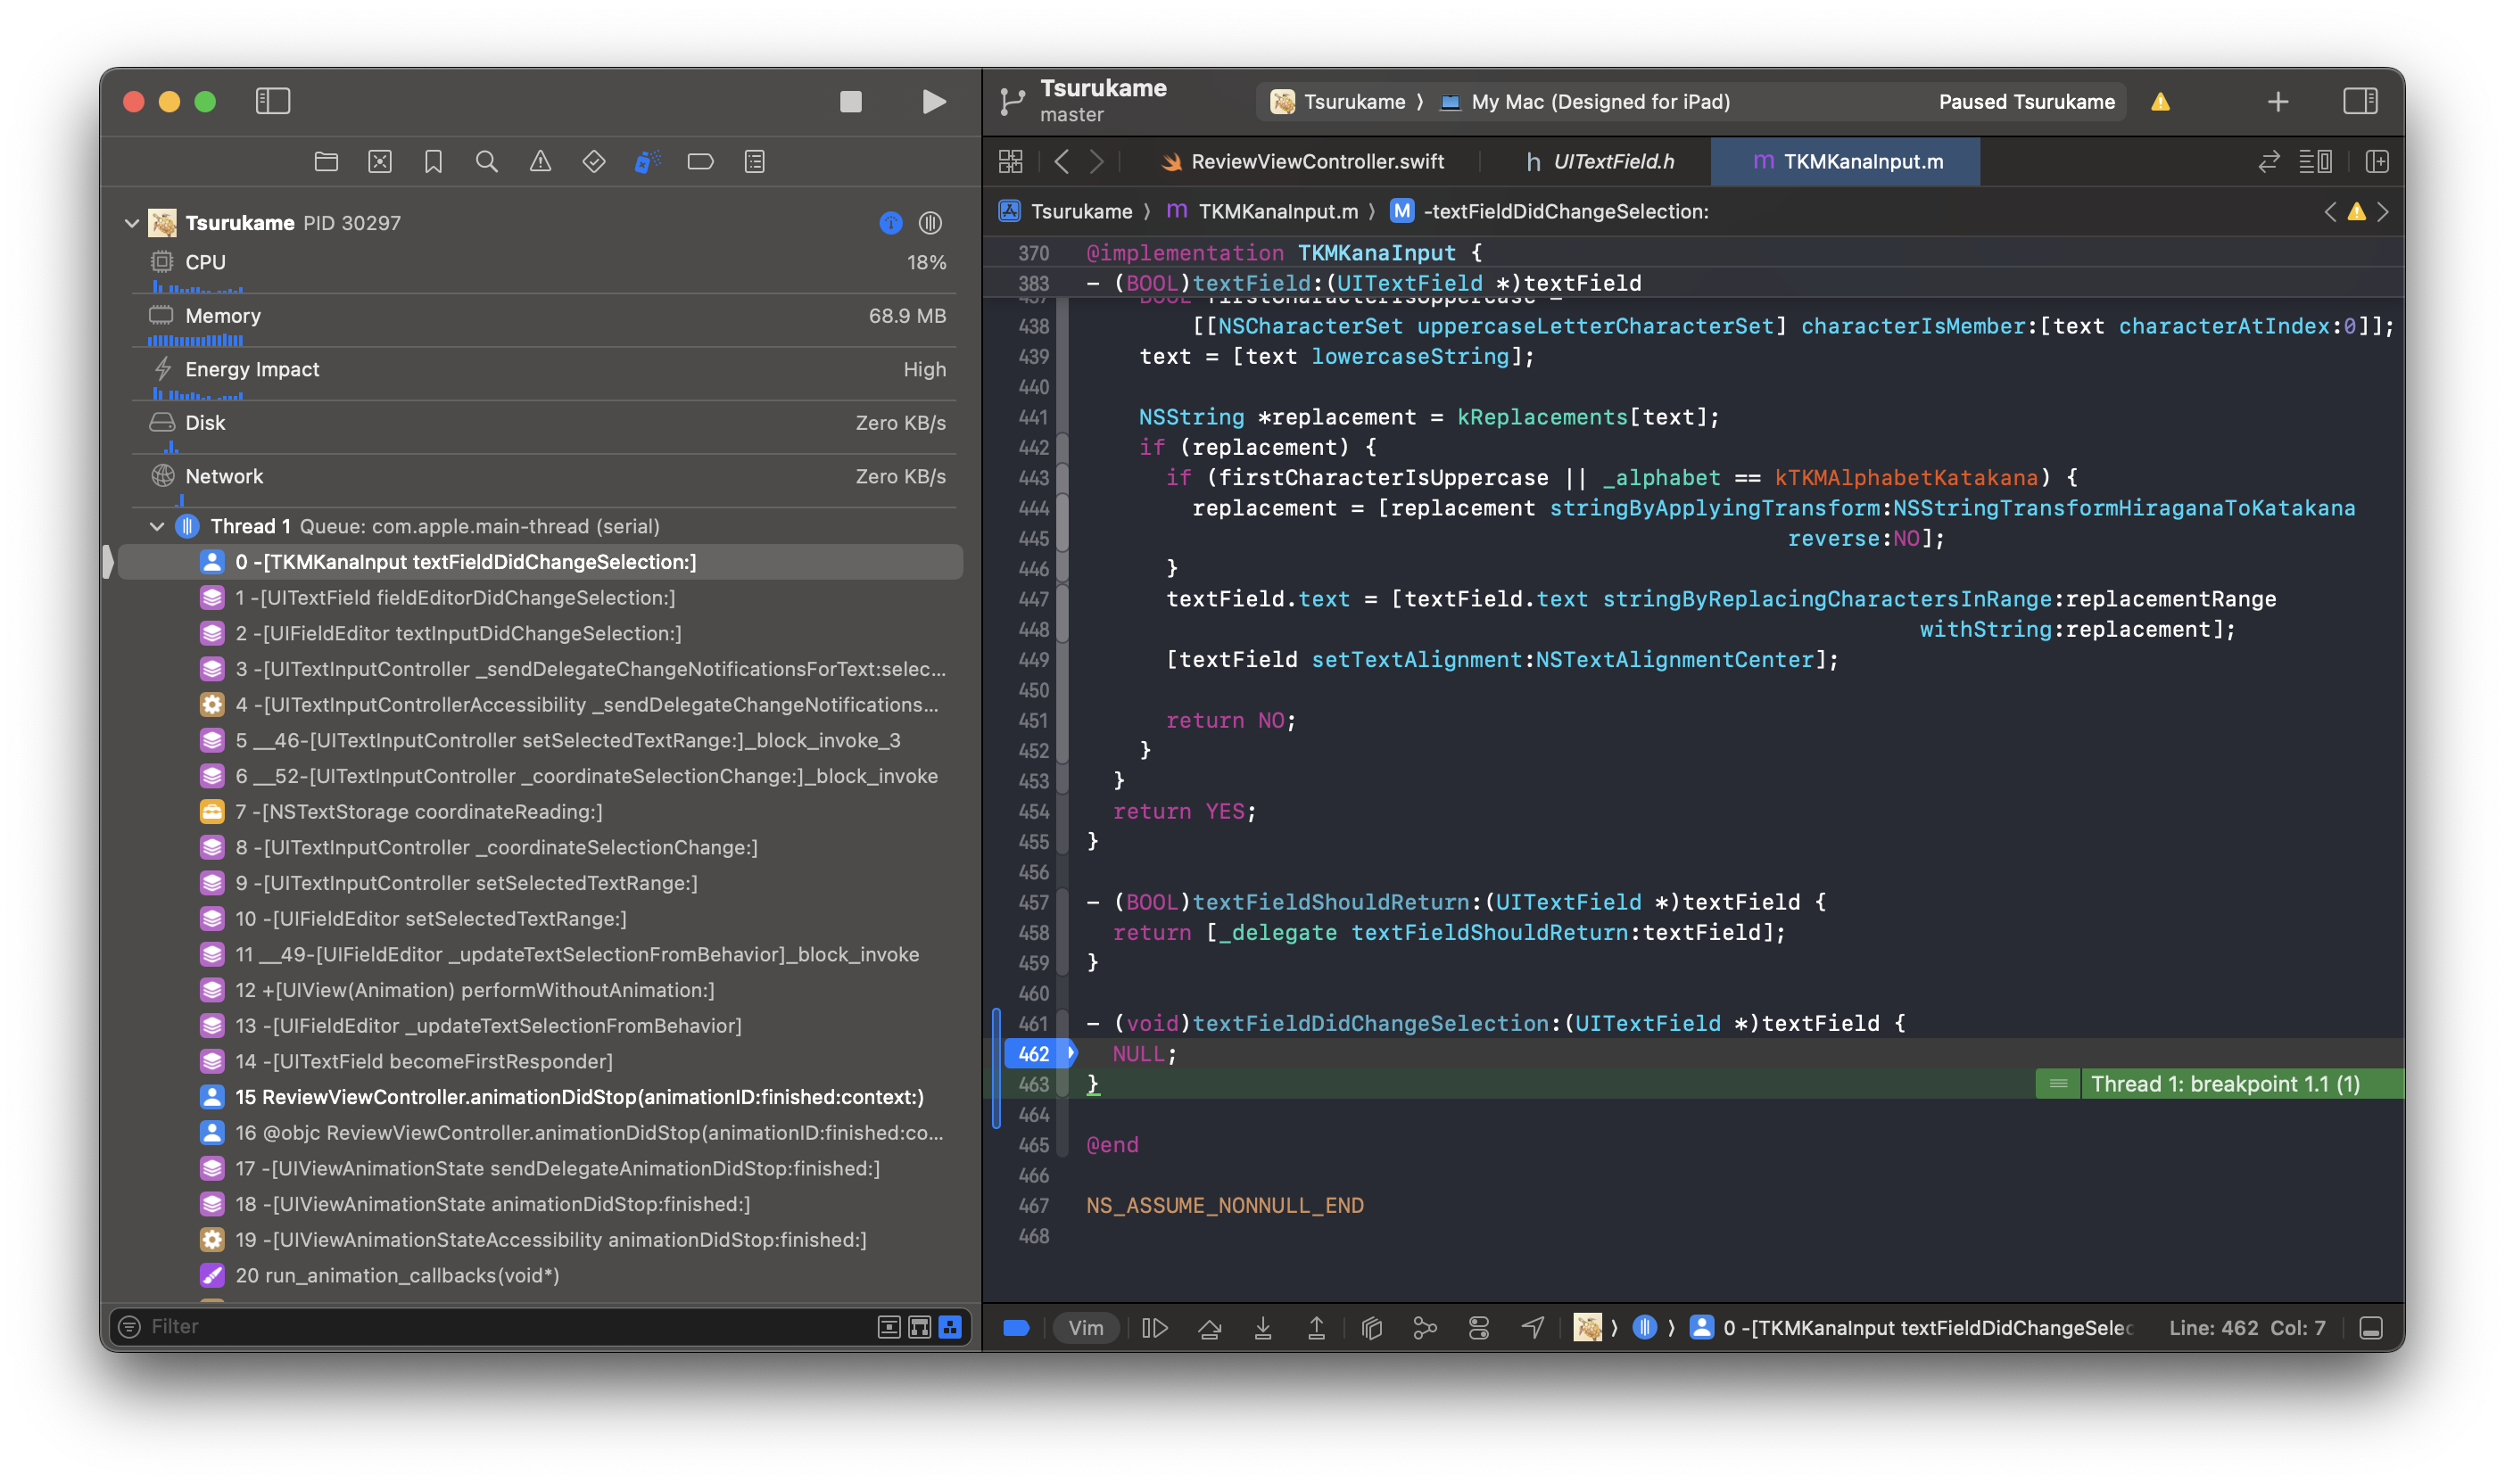 Tsurukame
master
Tsurukame ⟩ My Mac (Designed for iPad)
Paused Tsurukame
ReviewViewController.swift
h UITextField.h
m TKMKanaInput.m
Tsurukame PID 30297
CPU 18%
Memory 68.9 MB
Energy Impact High
Disk Zero KB/s
Network Zero KB/s
Thread 1 Queue: com.apple.main-thread (serial)
0 -[TKMKanaInput textFieldDidChangeSelection:]
1 -[UITextField fieldEditorDidChangeSelection:]
2 -[UIFieldEditor textInputDidChangeSelection:]
3 -[UITextInputController _sendDelegateChangeNotificationsForText:selec...
4 -[UITextInputControllerAccessibility _sendDelegateChangeNotifications...
5 __46-[UITextInputController setSelectedTextRange:]_block_invoke_3
6 __52-[UITextInputController _coordinateSelectionChange:]_block_invoke
7 -[NSTextStorage coordinateReading:]
8 -[UITextInputController _coordinateSelectionChange:]
9 -[UITextInputController setSelectedTextRange:]
10 -[UIFieldEditor setSelectedTextRange:]
11 __49-[UIFieldEditor _updateTextSelectionFromBehavior]_block_invoke
12 +[UIView(Animation) performWithoutAnimation:]
13 -[UIFieldEditor _updateTextSelectionFromBehavior]
14 -[UITextField becomeFirstResponder]
15 ReviewViewController.animationDidStop(animationID:finished:context:)
16 @objc ReviewViewController.animationDidStop(animationID:finished:co...
17 -[UIViewAnimationState sendDelegateAnimationDidStop:finished:]
18 -[UIViewAnimationState animationDidStop:finished:]
19 -[UIViewAnimationStateAccessibility animationDidStop:finished:]
20 run_animation_callbacks(void*)
Filter
Tsurukame ⟩ m TKMKanaInput.m ⟩ M -textFieldDidChangeSelection:
370 @implementation TKMKanaInput {
383 - (BOOL)textField:(UITextField *)textField
437 BOOL firstCharacterIsUppercase =
438 [[NSCharacterSet uppercaseLetterCharacterSet] characterIsMember:[text characterAtIndex:0]];
439 text = [text lowercaseString];
440
441 NSString *replacement = kReplacements[text];
442 if (replacement) {
443 if (firstCharacterIsUppercase || _alphabet == kTKMAlphabetKatakana) {
444 replacement = [replacement stringByApplyingTransform:NSStringTransformHiraganaToKatakana
445 reverse:NO];
446 }
447 textField.text = [textField.text stringByReplacingCharactersInRange:replacementRange
448 withString:replacement];
449 [textField setTextAlignment:NSTextAlignmentCenter];
450
451 return NO;
452 }
453 }
454 return YES;
455 }
456
457 - (BOOL)textFieldShouldReturn:(UITextField *)textField {
458 return [_delegate textFieldShouldReturn:textField];
459 }
460
461 - (void)textFieldDidChangeSelection:(UITextField *)textField {
462 NULL;
463 } Thread 1: breakpoint 1.1 (1)
464
465 @end
466
467 NS_ASSUME_NONNULL_END
468
Vim
0 -[TKMKanaInput textFieldDidChangeSelec
Line: 462 Col: 7